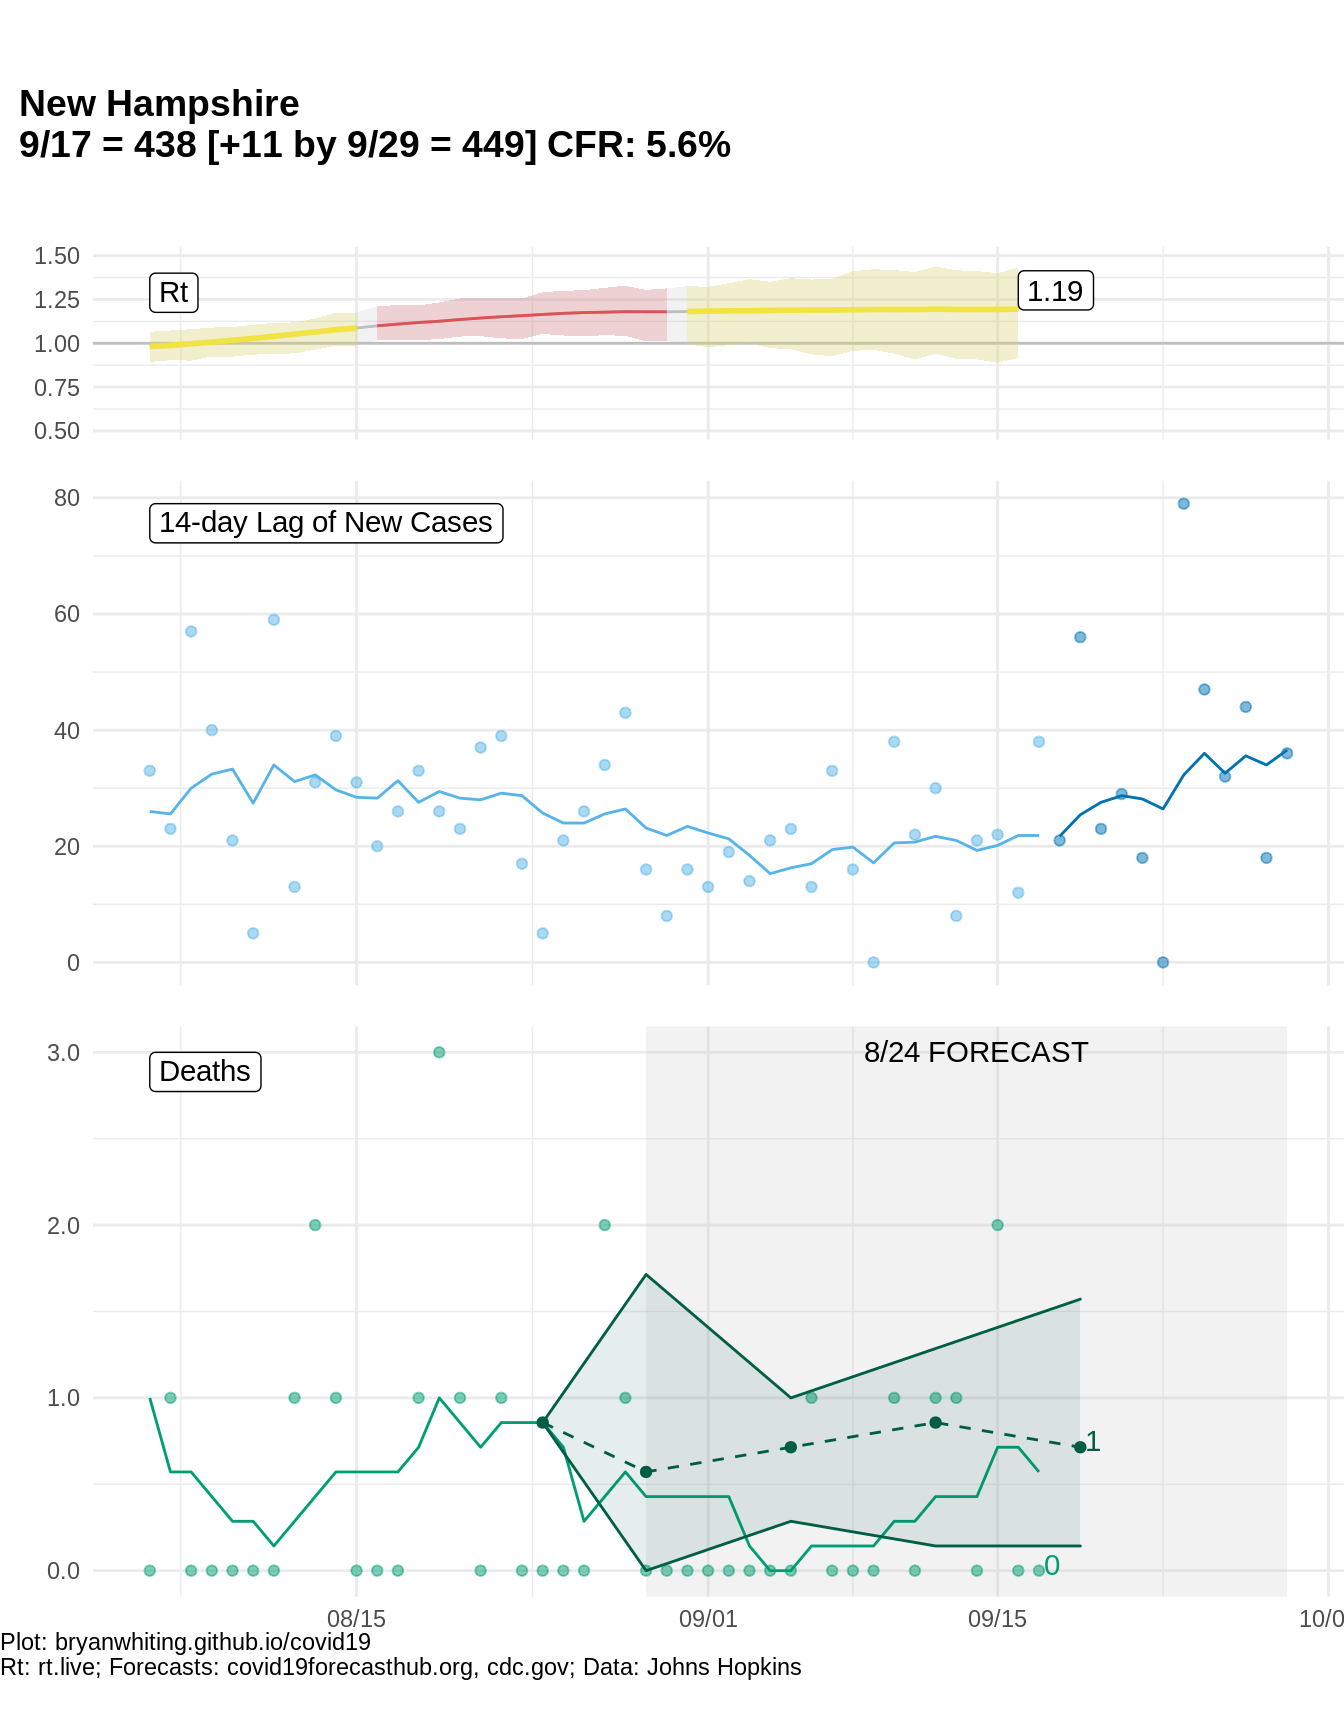 New Hampshire
9/17 = 438 [+11 by 9/29 = 449] CFR: 5.6%
1.50
1.25
1.00
0.75
0.50
Rt
1.19
80
60
40
20
0
14-day Lag of New Cases
3.0
2.0
1.0
0.0
Deaths
8/24 FORECAST
1
0
08/15
09/01
09/15
10/0
Plot: bryanwhiting.github.io/covid19
Rt: rt.live; Forecasts: covid19forecasthub.org, cdc.gov; Data: Johns Hopkins